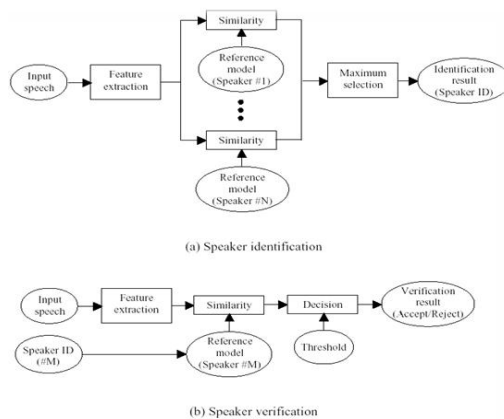 Similarity
Input
speech
Feature
extraction
Reference
model
(Speaker #1)
Maximum
selection
Identification
result
(Speaker ID)
Similarity
Reference
model
(Speaker #N)
(a) Speaker identification
Input
speech
Feature
extraction
Similarity
Decision
Verification
result
(Accept/Reject)
Speaker ID
(#M)
Reference
model
(Speaker #M)
Threshold
(b) Speaker verification